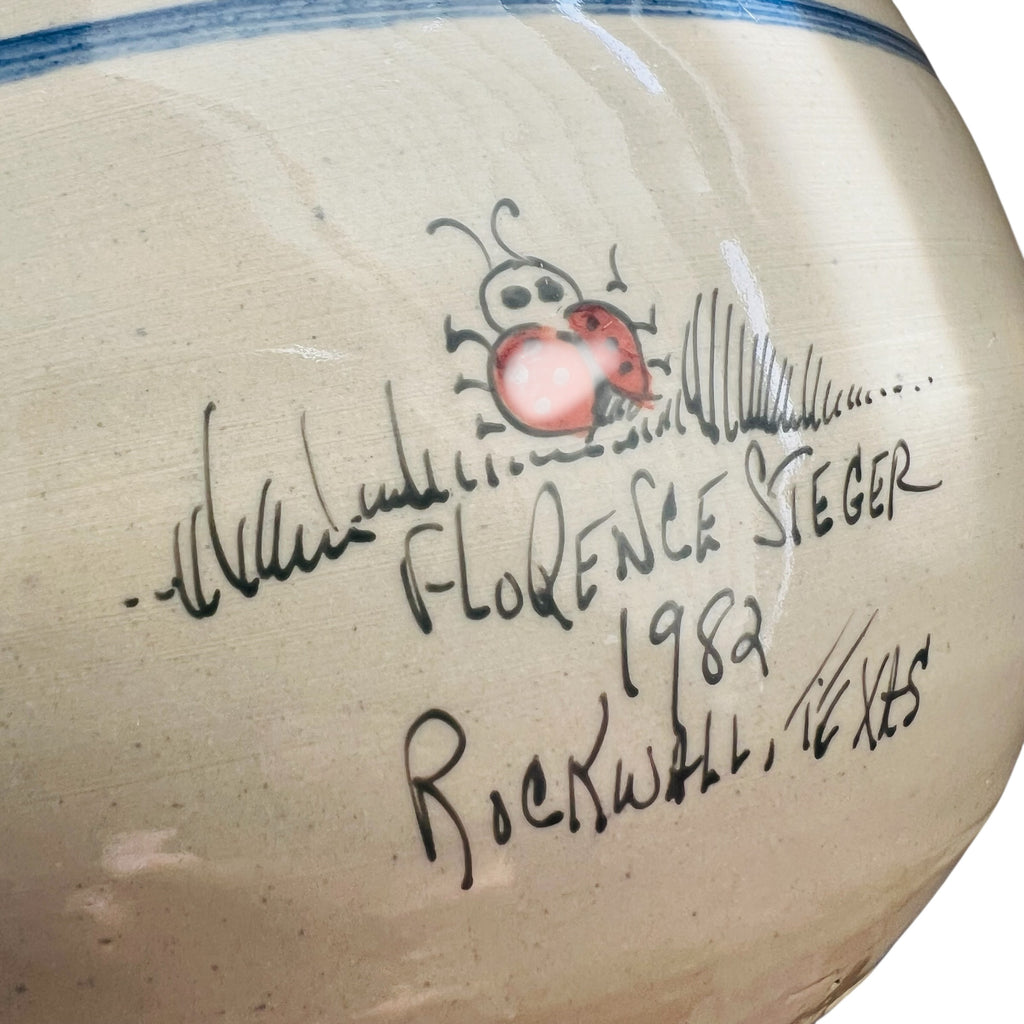 FLORENCE STEGER
1982
ROCKWALL, TEXAS